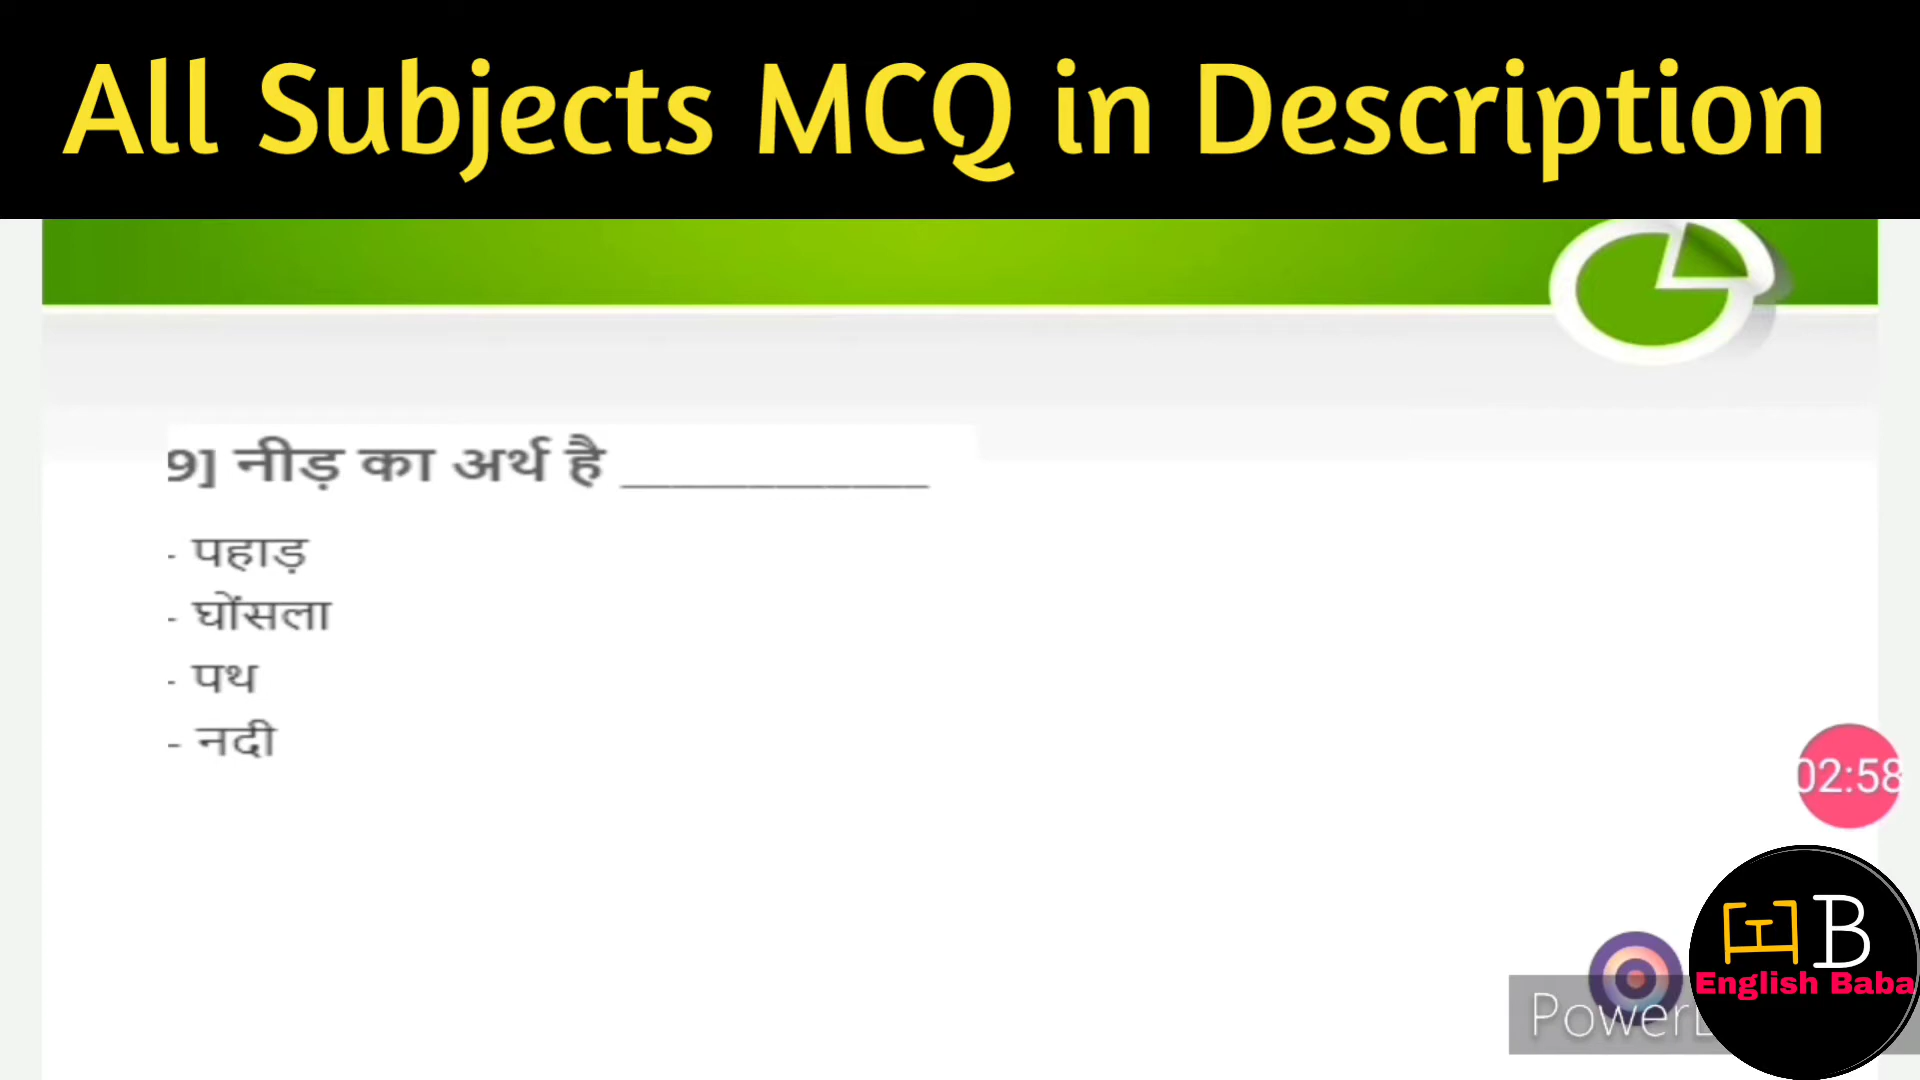 All Subjects MCQ in Description
9] नीड़ का अर्थ है ____________
- पहाड़
- घोंसला
- पथ
- नदी
02:58
B
English Baba